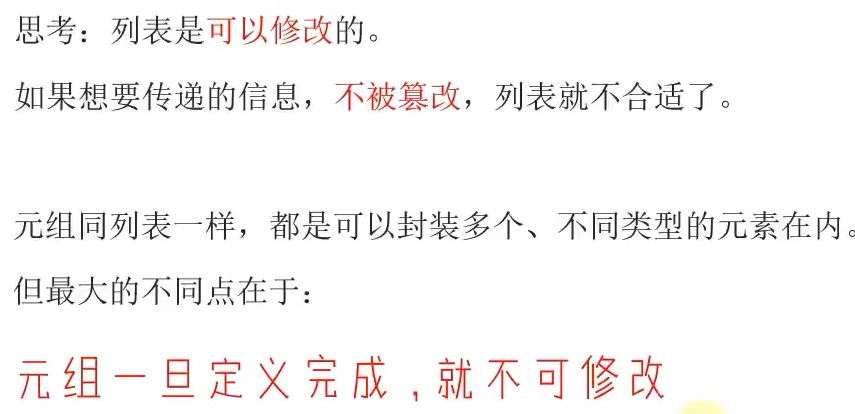 思考：列表是可以修改的。
如果想要传递的信息，不被篡改，列表就不合适了。
元组同列表一样，都是可以封装多个、不同类型的元素在内。
但最大的不同点在于：
元组一旦定义完成，就不可修改